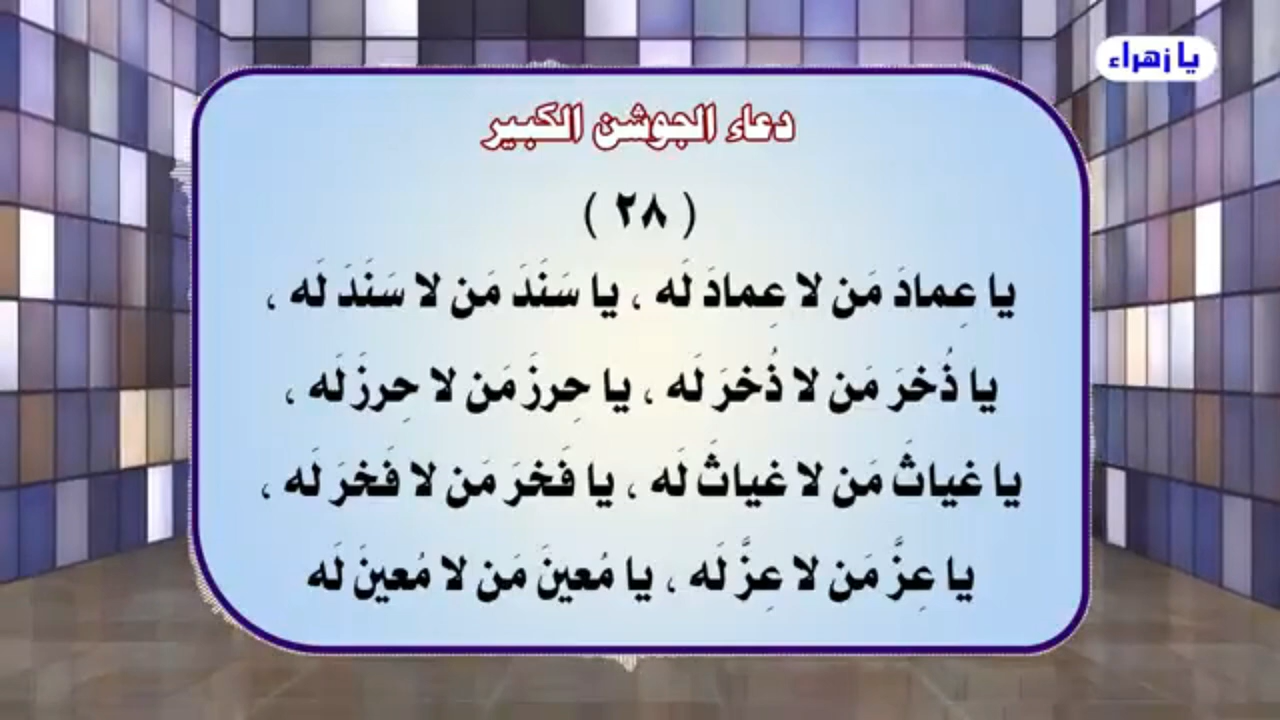 يا زهراء
دعاء الجوشن الكبير
( ٢٨ )
يا عِمادَ مَن لا عِمادَ لَه ، يا سَنَدَ مَن لا سَنَدَ لَه ،
يا ذُخرَ مَن لا ذُخرَ لَه ، يا حِرزَ مَن لا حِرزَ لَه ،
يا غياثَ مَن لا غياثَ لَه ، يا فَخرَ مَن لا فَخرَ لَه ،
يا عِزَّ مَن لا عِزَّ لَه ، يا مُعينَ مَن لا مُعينَ لَه